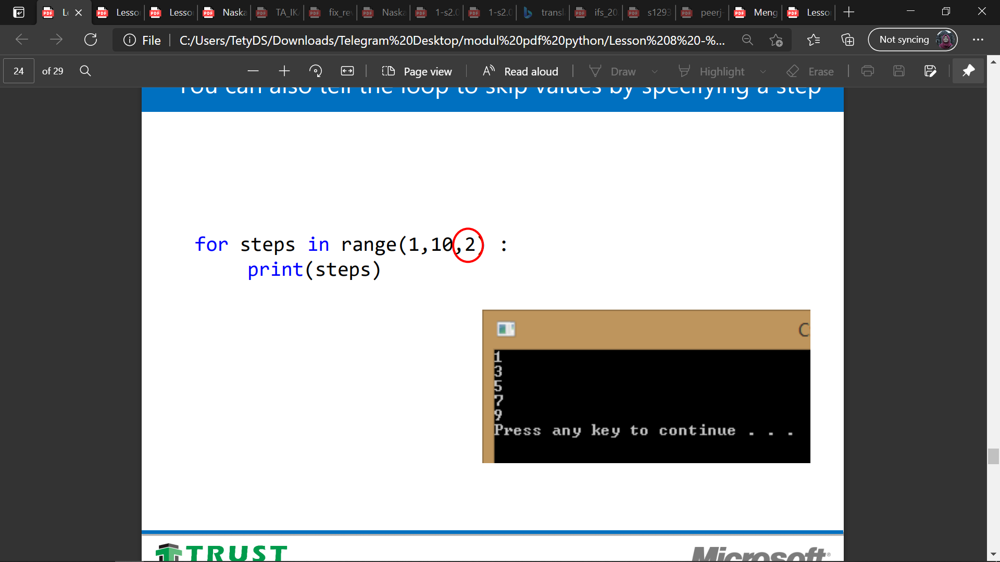 Lesso
Lesso
Naska
TA_IK
fix_rev
Naska
1-s2.0
1-s2.0
transl
ifs_20
s1293
peerj-
Meng
Lesso
File
C:/Users/TetyDS/Downloads/Telegram%20Desktop/modul%20pdf%20python/Lesson%208%20-%...
Not syncing
24 of 29
Page view
Read aloud
Draw
Highlight
Erase
You can also tell the loop to skip values by specifying a step
for steps in range(1,10,2) :
print(steps)
C
1
3
5
7
9
Press any key to continue . . .
TRUST
Microsoft